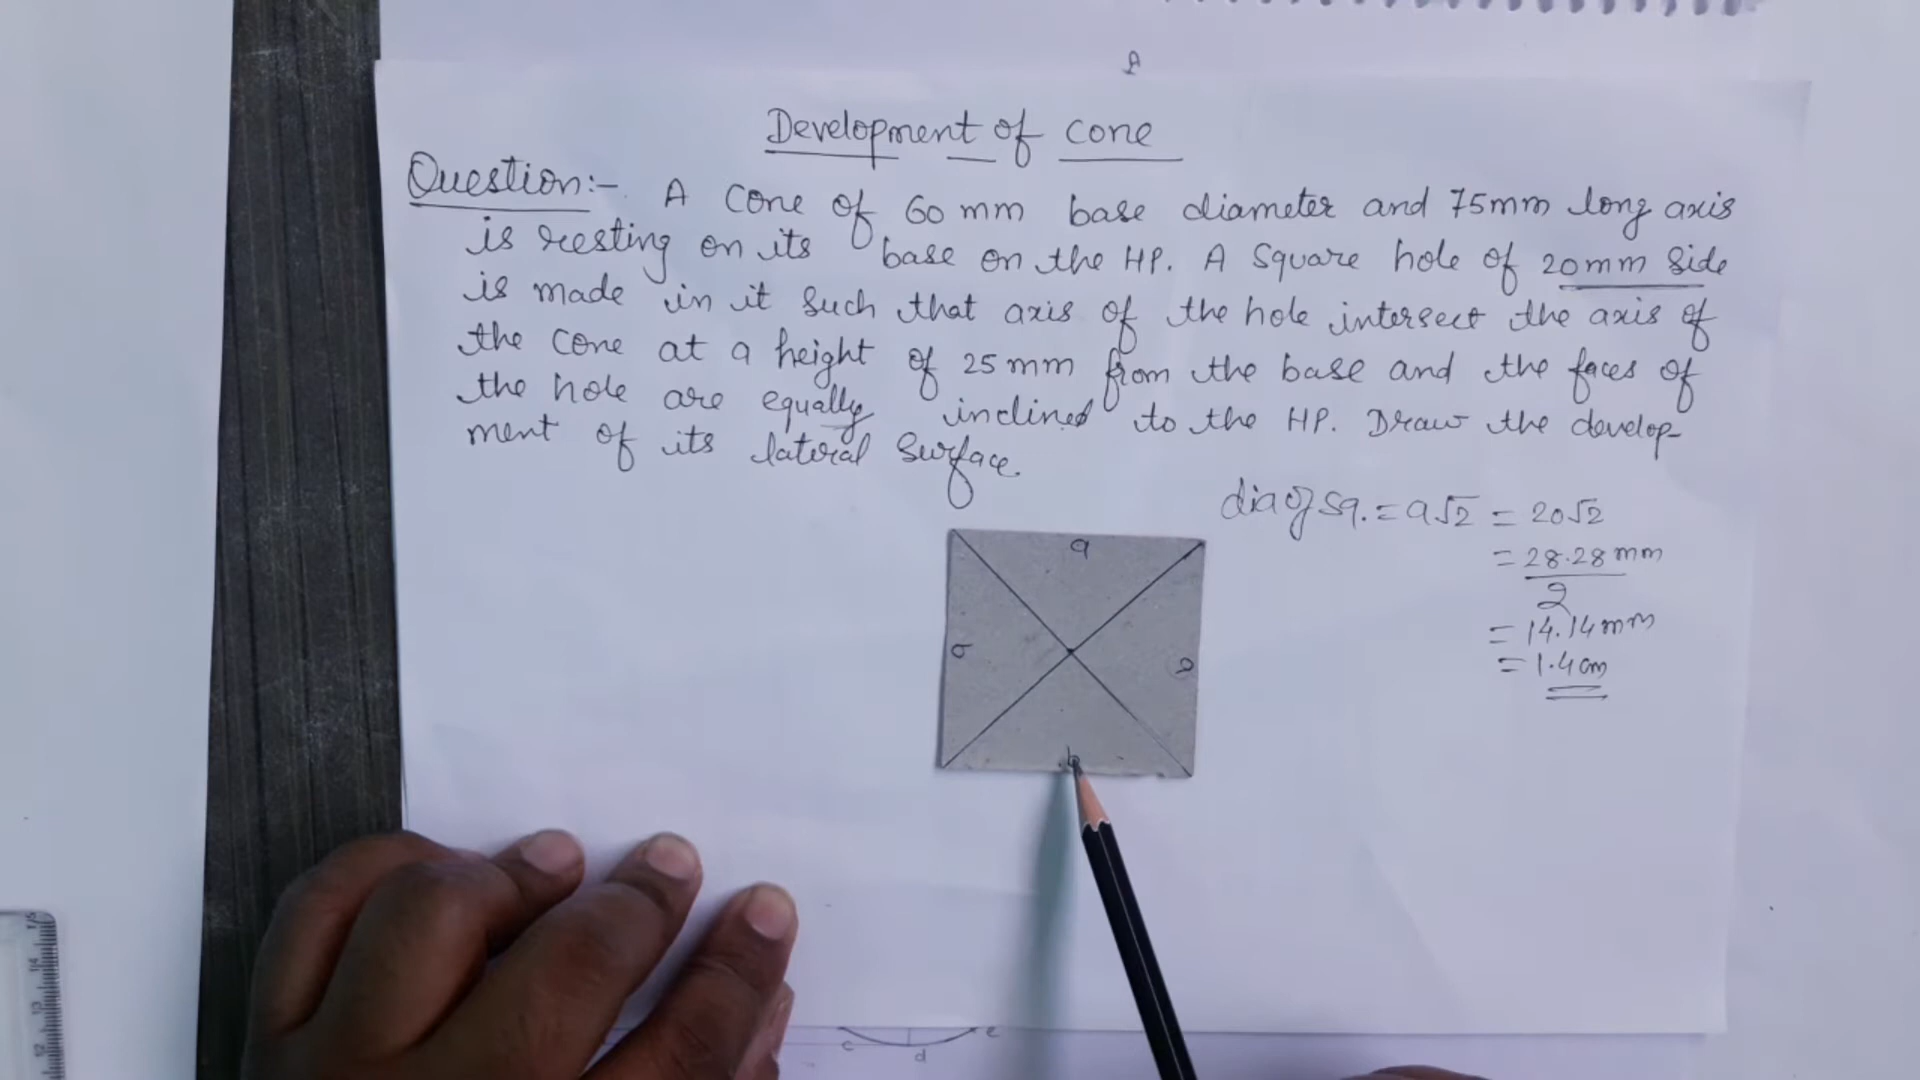 A
Development of cone
Question:- A cone of 60 mm base diameter and 75mm long axis
is resting on its base on the HP. A square hole of 20mm side
is made in it such that axis of the hole intersect the axis of
the cone at a height of 25 mm from the base and the faces of
the hole are equally inclined to the HP. Draw the develop-
ment of its lateral surface.
dia of sq. = a√2 = 20√2
= 28.28 mm
2
= 14.14 mm
= 1.4 cm
a
a
a
c d e
15
14
13
12